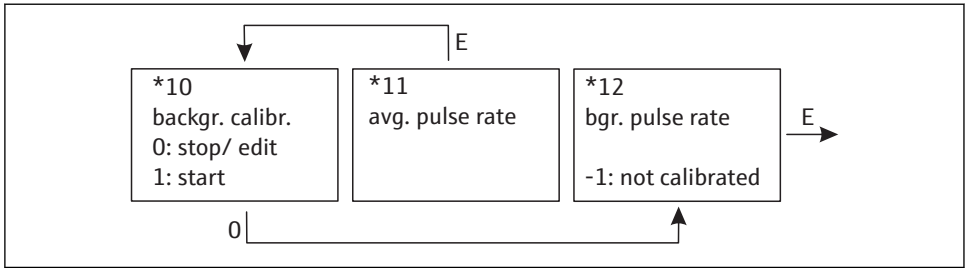 E
*10
backgr. calibr.
0: stop/ edit
1: start
*11
avg. pulse rate
*12
bgr. pulse rate
-1: not calibrated
E
0